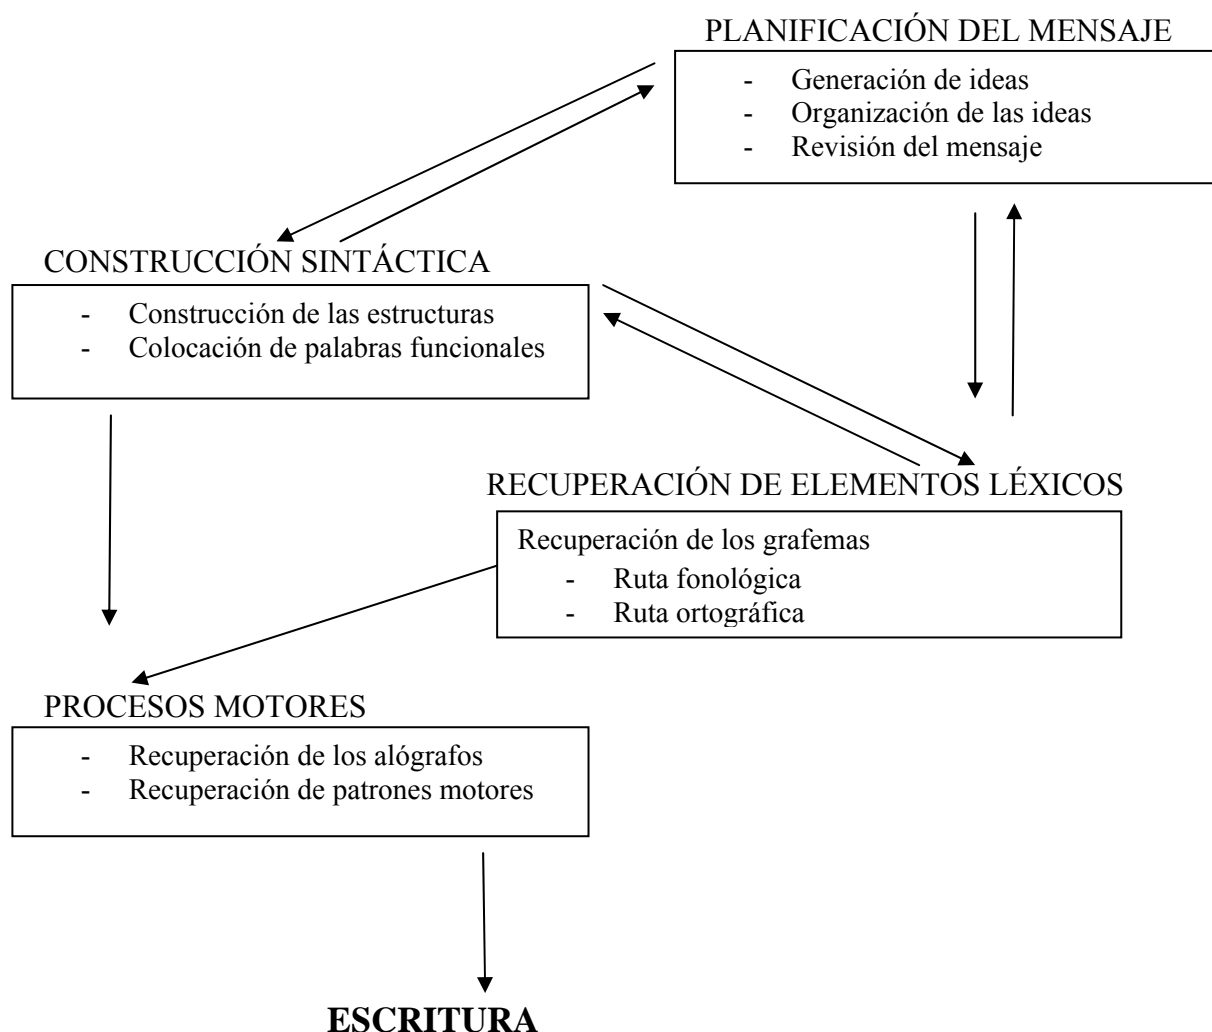 PLANIFICACIÓN DEL MENSAJE
- Generación de ideas
- Organización de las ideas
- Revisión del mensaje
CONSTRUCCIÓN SINTÁCTICA
- Construcción de las estructuras
- Colocación de palabras funcionales
RECUPERACIÓN DE ELEMENTOS LÉXICOS
Recuperación de los grafemas
- Ruta fonológica
- Ruta ortográfica
PROCESOS MOTORES
- Recuperación de los alógrafos
- Recuperación de patrones motores
ESCRITURA